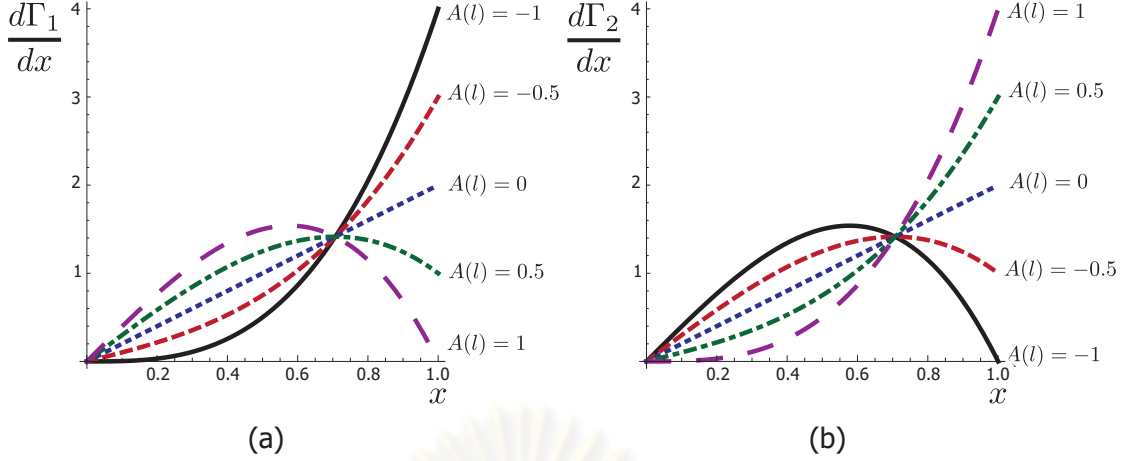 dΓ₁
dx
4
3
2
1
0.2
0.4
0.6
0.8
1.0
x
A(l) = −1
A(l) = −0.5
A(l) = 0
A(l) = 0.5
A(l) = 1
(a)
dΓ₂
dx
4
3
2
1
0.2
0.4
0.6
0.8
1.0
x
A(l) = 1
A(l) = 0.5
A(l) = 0
A(l) = −0.5
A(l) = −1
(b)